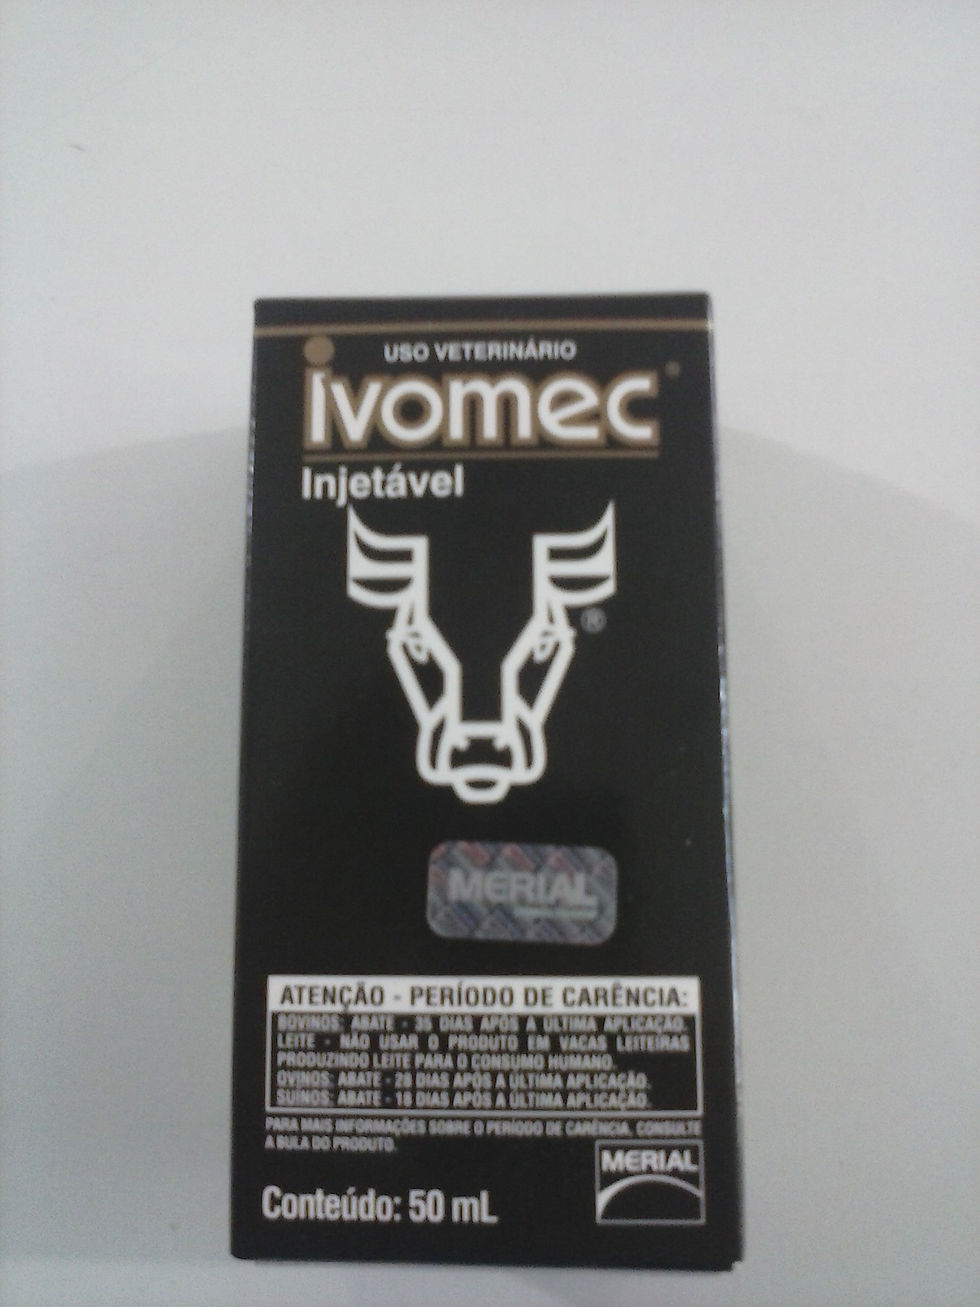 USO VETERINÁRIO
ivomec
Injetável
®
MERIAL
ATENÇÃO - PERÍODO DE CARÊNCIA:
BOVINOS: ABATE - 35 DIAS APÓS A ÚLTIMA APLICAÇÃO.
LEITE - NÃO USAR O PRODUTO EM VACAS LEITEIRAS
PRODUZINDO LEITE PARA O CONSUMO HUMANO.
OVINOS: ABATE - 28 DIAS APÓS A ÚLTIMA APLICAÇÃO.
SUÍNOS: ABATE - 18 DIAS APÓS A ÚLTIMA APLICAÇÃO.
PARA MAIS INFORMAÇÕES SOBRE O PERÍODO DE CARÊNCIA, CONSULTE
A BULA DO PRODUTO.
MERIAL
Conteúdo: 50 mL